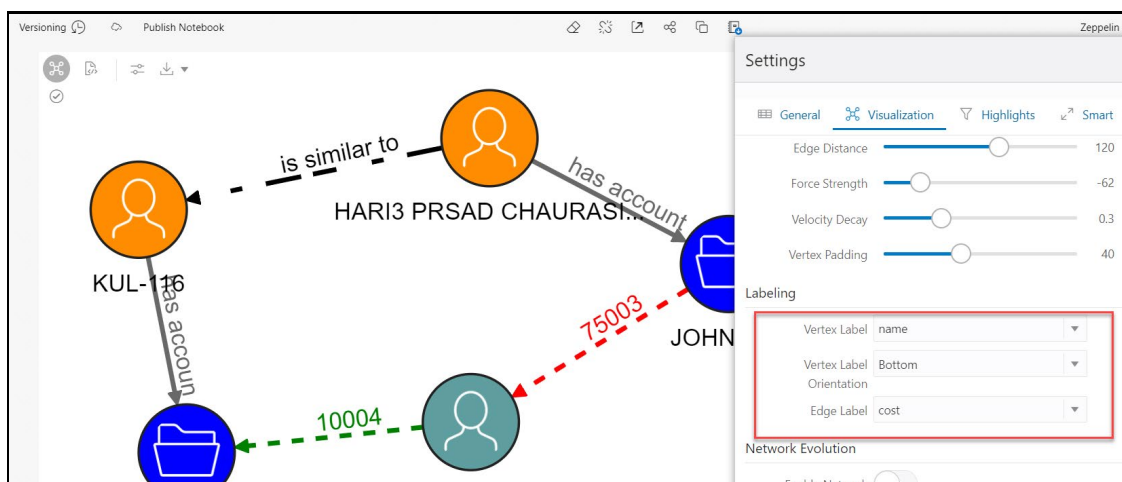 Versioning Publish Notebook Zeppelin
Settings
General Visualization Highlights Smart
Edge Distance 120
Force Strength -62
Velocity Decay 0.3
Vertex Padding 40
Labeling
Vertex Label name
Vertex Label Bottom
Orientation
Edge Label cost
Network Evolution
is similar to
has account
HARI3 PRSAD CHAURASI...
KUL-116
has accoun
75003
JOHN
10004